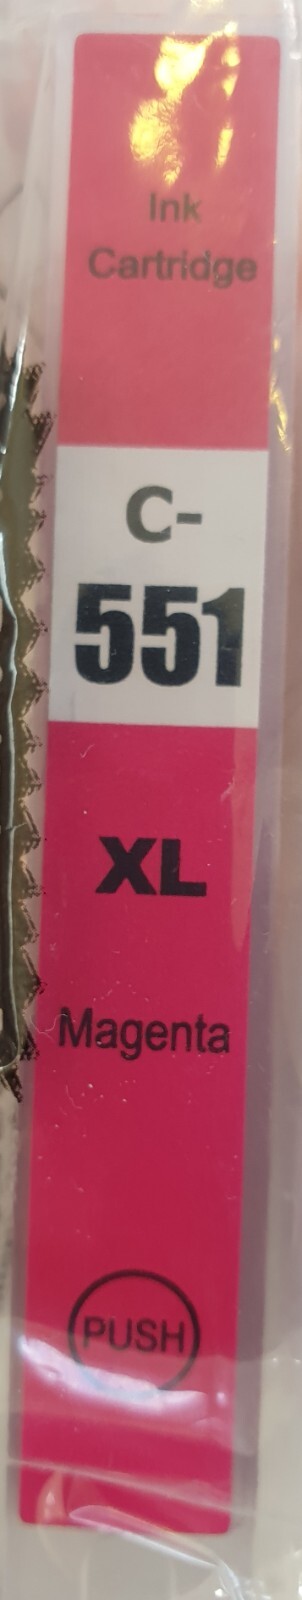 Ink
Cartridge
C-
551
XL
Magenta
PUSH